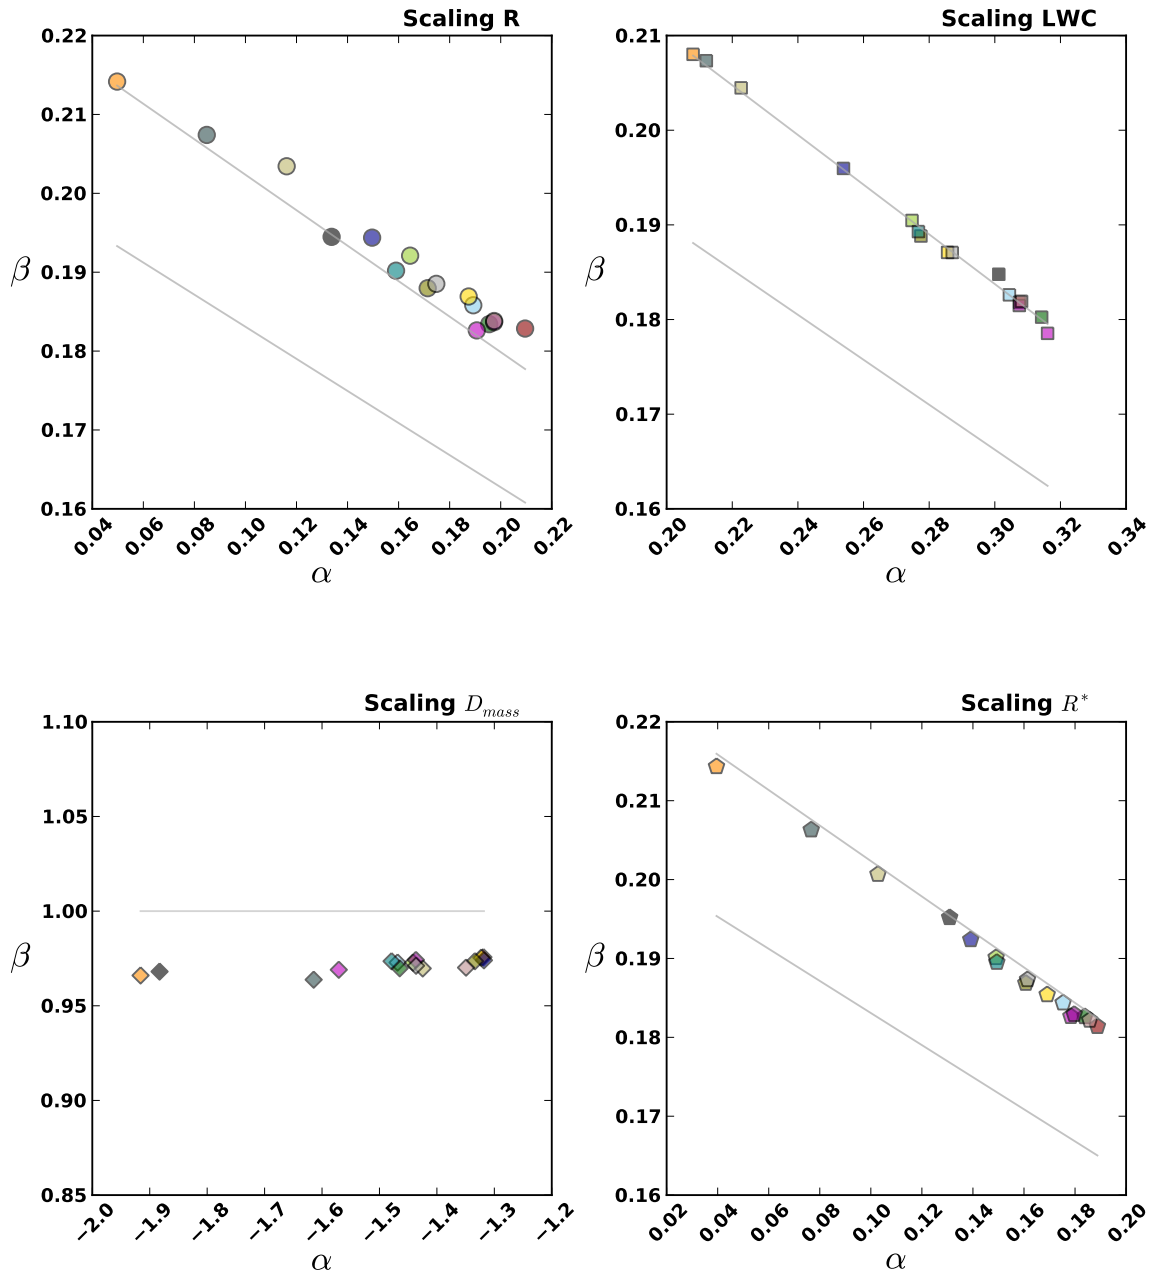 Scaling R
0.22
0.21
0.20
0.19
0.18
0.17
0.16
β
0.04 0.06 0.08 0.10 0.12 0.14 0.16 0.18 0.20 0.22
α
Scaling LWC
0.21
0.20
0.19
0.18
0.17
0.16
β
0.20 0.22 0.24 0.26 0.28 0.30 0.32 0.34
α
Scaling D_mass
1.10
1.05
1.00
0.95
0.90
0.85
β
−2.0 −1.9 −1.8 −1.7 −1.6 −1.5 −1.4 −1.3 −1.2
α
Scaling R*
0.22
0.21
0.20
0.19
0.18
0.17
0.16
β
0.02 0.04 0.06 0.08 0.10 0.12 0.14 0.16 0.18 0.20
α